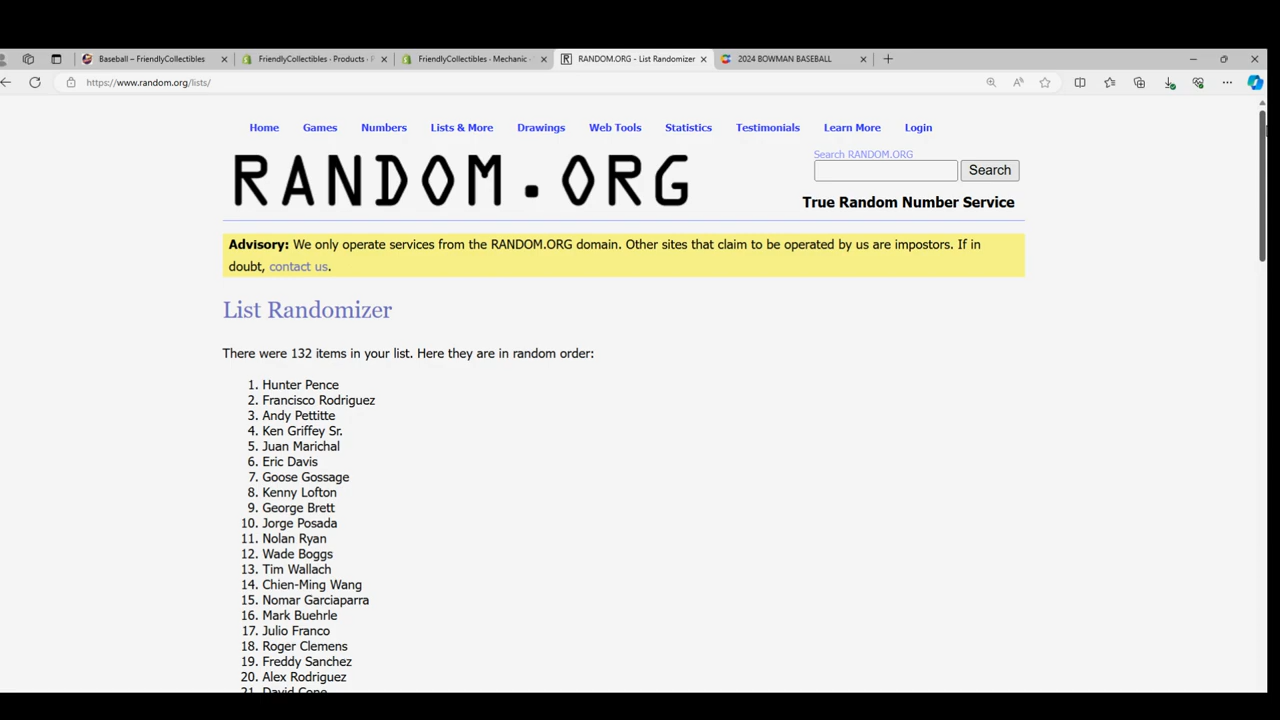 Baseball – FriendlyCollectibles
FriendlyCollectibles · Products ·
FriendlyCollectibles · Mechanic
RANDOM.ORG - List Randomizer
2024 BOWMAN BASEBALL
https://www.random.org/lists/
Home Games Numbers Lists & More Drawings Web Tools Statistics Testimonials Learn More Login
RANDOM.ORG
Search RANDOM.ORG
Search
True Random Number Service
Advisory: We only operate services from the RANDOM.ORG domain. Other sites that claim to be operated by us are impostors. If in
doubt, contact us.
List Randomizer
There were 132 items in your list. Here they are in random order:
1. Hunter Pence
2. Francisco Rodriguez
3. Andy Pettitte
4. Ken Griffey Sr.
5. Juan Marichal
6. Eric Davis
7. Goose Gossage
8. Kenny Lofton
9. George Brett
10. Jorge Posada
11. Nolan Ryan
12. Wade Boggs
13. Tim Wallach
14. Chien-Ming Wang
15. Nomar Garciaparra
16. Mark Buehrle
17. Julio Franco
18. Roger Clemens
19. Freddy Sanchez
20. Alex Rodriguez
21. David Cone